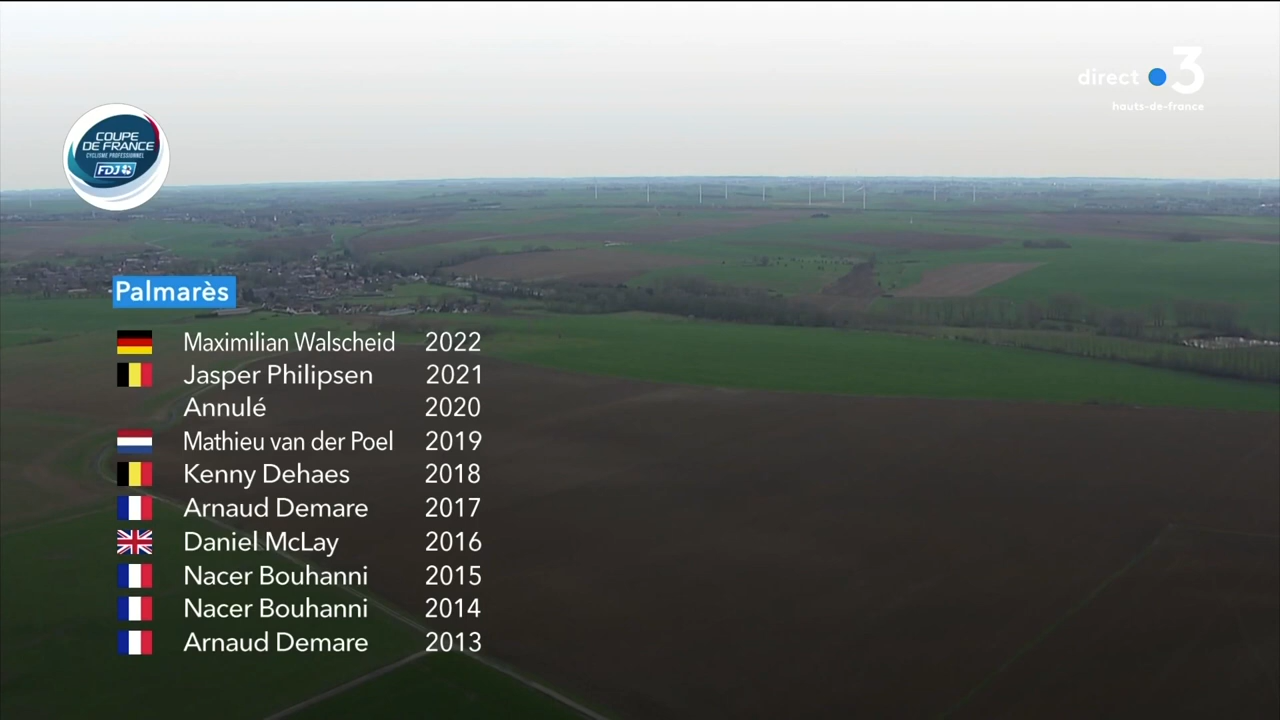 direct 3
hauts-de-france
COUPE
DE FRANCE
CYCLISME PROFESSIONNEL
FDJ
Palmarès
Maximilian Walscheid 2022
Jasper Philipsen 2021
Annulé 2020
Mathieu van der Poel 2019
Kenny Dehaes 2018
Arnaud Demare 2017
Daniel McLay 2016
Nacer Bouhanni 2015
Nacer Bouhanni 2014
Arnaud Demare 2013